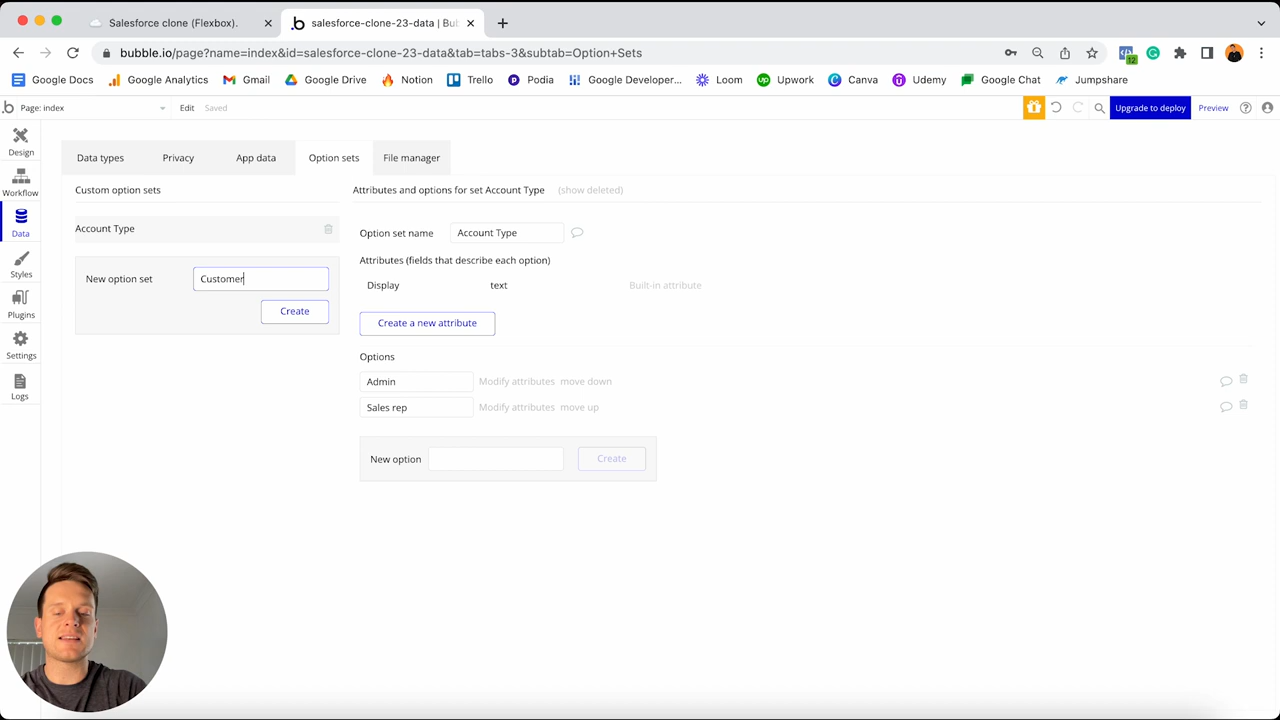 Salesforce clone (Flexbox).
salesforce-clone-23-data | Bub
bubble.io/page?name=index&id=salesforce-clone-23-data&tab=tabs-3&subtab=Option+Sets
12
Google Docs
Google Analytics
Gmail
Google Drive
Notion
Trello
Podia
Google Developer...
Loom
Upwork
Canva
Udemy
Google Chat
Jumpshare
Page: index
Edit
Saved
Upgrade to deploy
Preview
Design
Workflow
Data
Styles
Plugins
Settings
Logs
Data types
Privacy
App data
Option sets
File manager
Custom option sets
Account Type
New option set
Customer
Create
Attributes and options for set Account Type (show deleted)
Option set name Account Type
Attributes (fields that describe each option)
Display text Built-in attribute
Create a new attribute
Options
Admin Modify attributes move down
Sales rep Modify attributes move up
New option Create